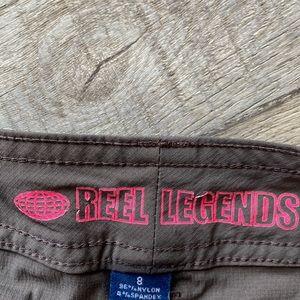 REEL LEGENDS
8
96% NYLON
4% SPANDEX